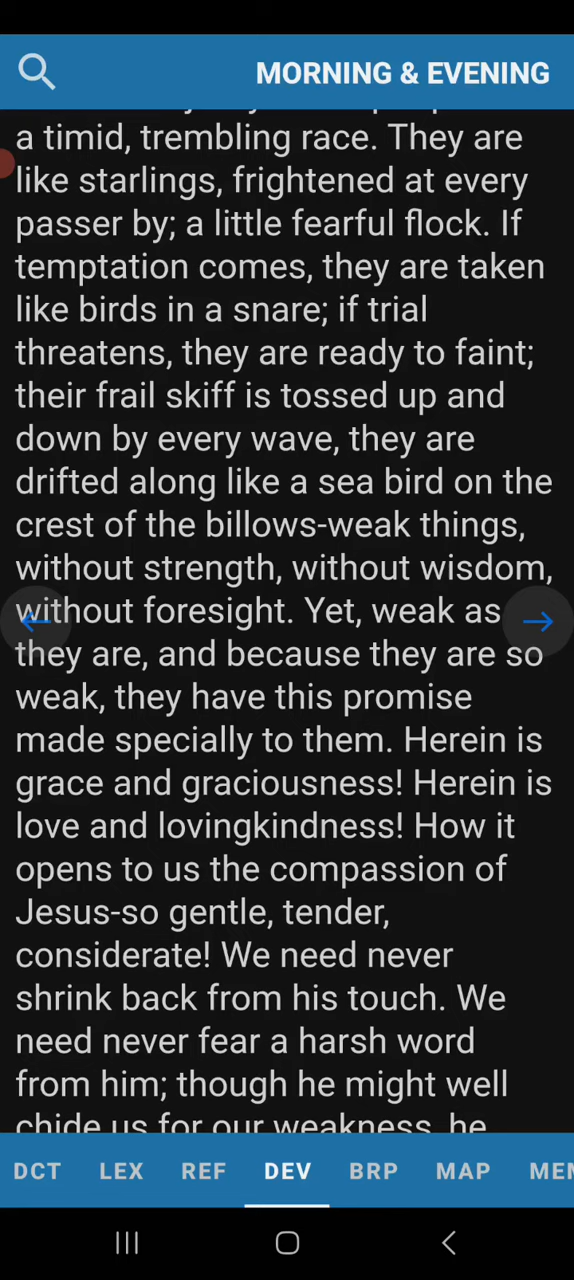 MORNING & EVENING
a timid, trembling race. They are
like starlings, frightened at every
passer by; a little fearful flock. If
temptation comes, they are taken
like birds in a snare; if trial
threatens, they are ready to faint;
their frail skiff is tossed up and
down by every wave, they are
drifted along like a sea bird on the
crest of the billows-weak things,
without strength, without wisdom,
without foresight. Yet, weak as
they are, and because they are so
weak, they have this promise
made specially to them. Herein is
grace and graciousness! Herein is
love and lovingkindness! How it
opens to us the compassion of
Jesus-so gentle, tender,
considerate! We need never
shrink back from his touch. We
need never fear a harsh word
from him; though he might well
chide us for our weakness, he
DCT LEX REF DEV BRP MAP